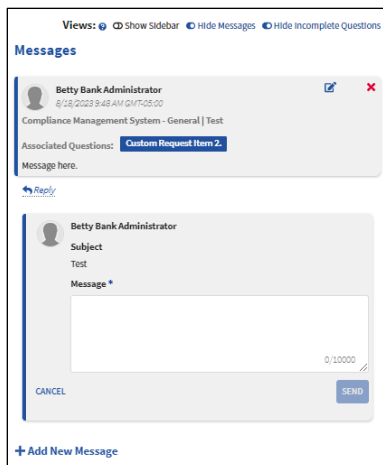 Views: Show Sidebar Hide Messages Hide Incomplete Questions
Messages
Betty Bank Administrator
8/18/2023 9:48 AM GMT-05:00
Compliance Management System - General | Test
Associated Questions: Custom Request Item 2.
Message here.
Reply
Betty Bank Administrator
Subject
Test
Message *
0/10000
CANCEL SEND
+ Add New Message